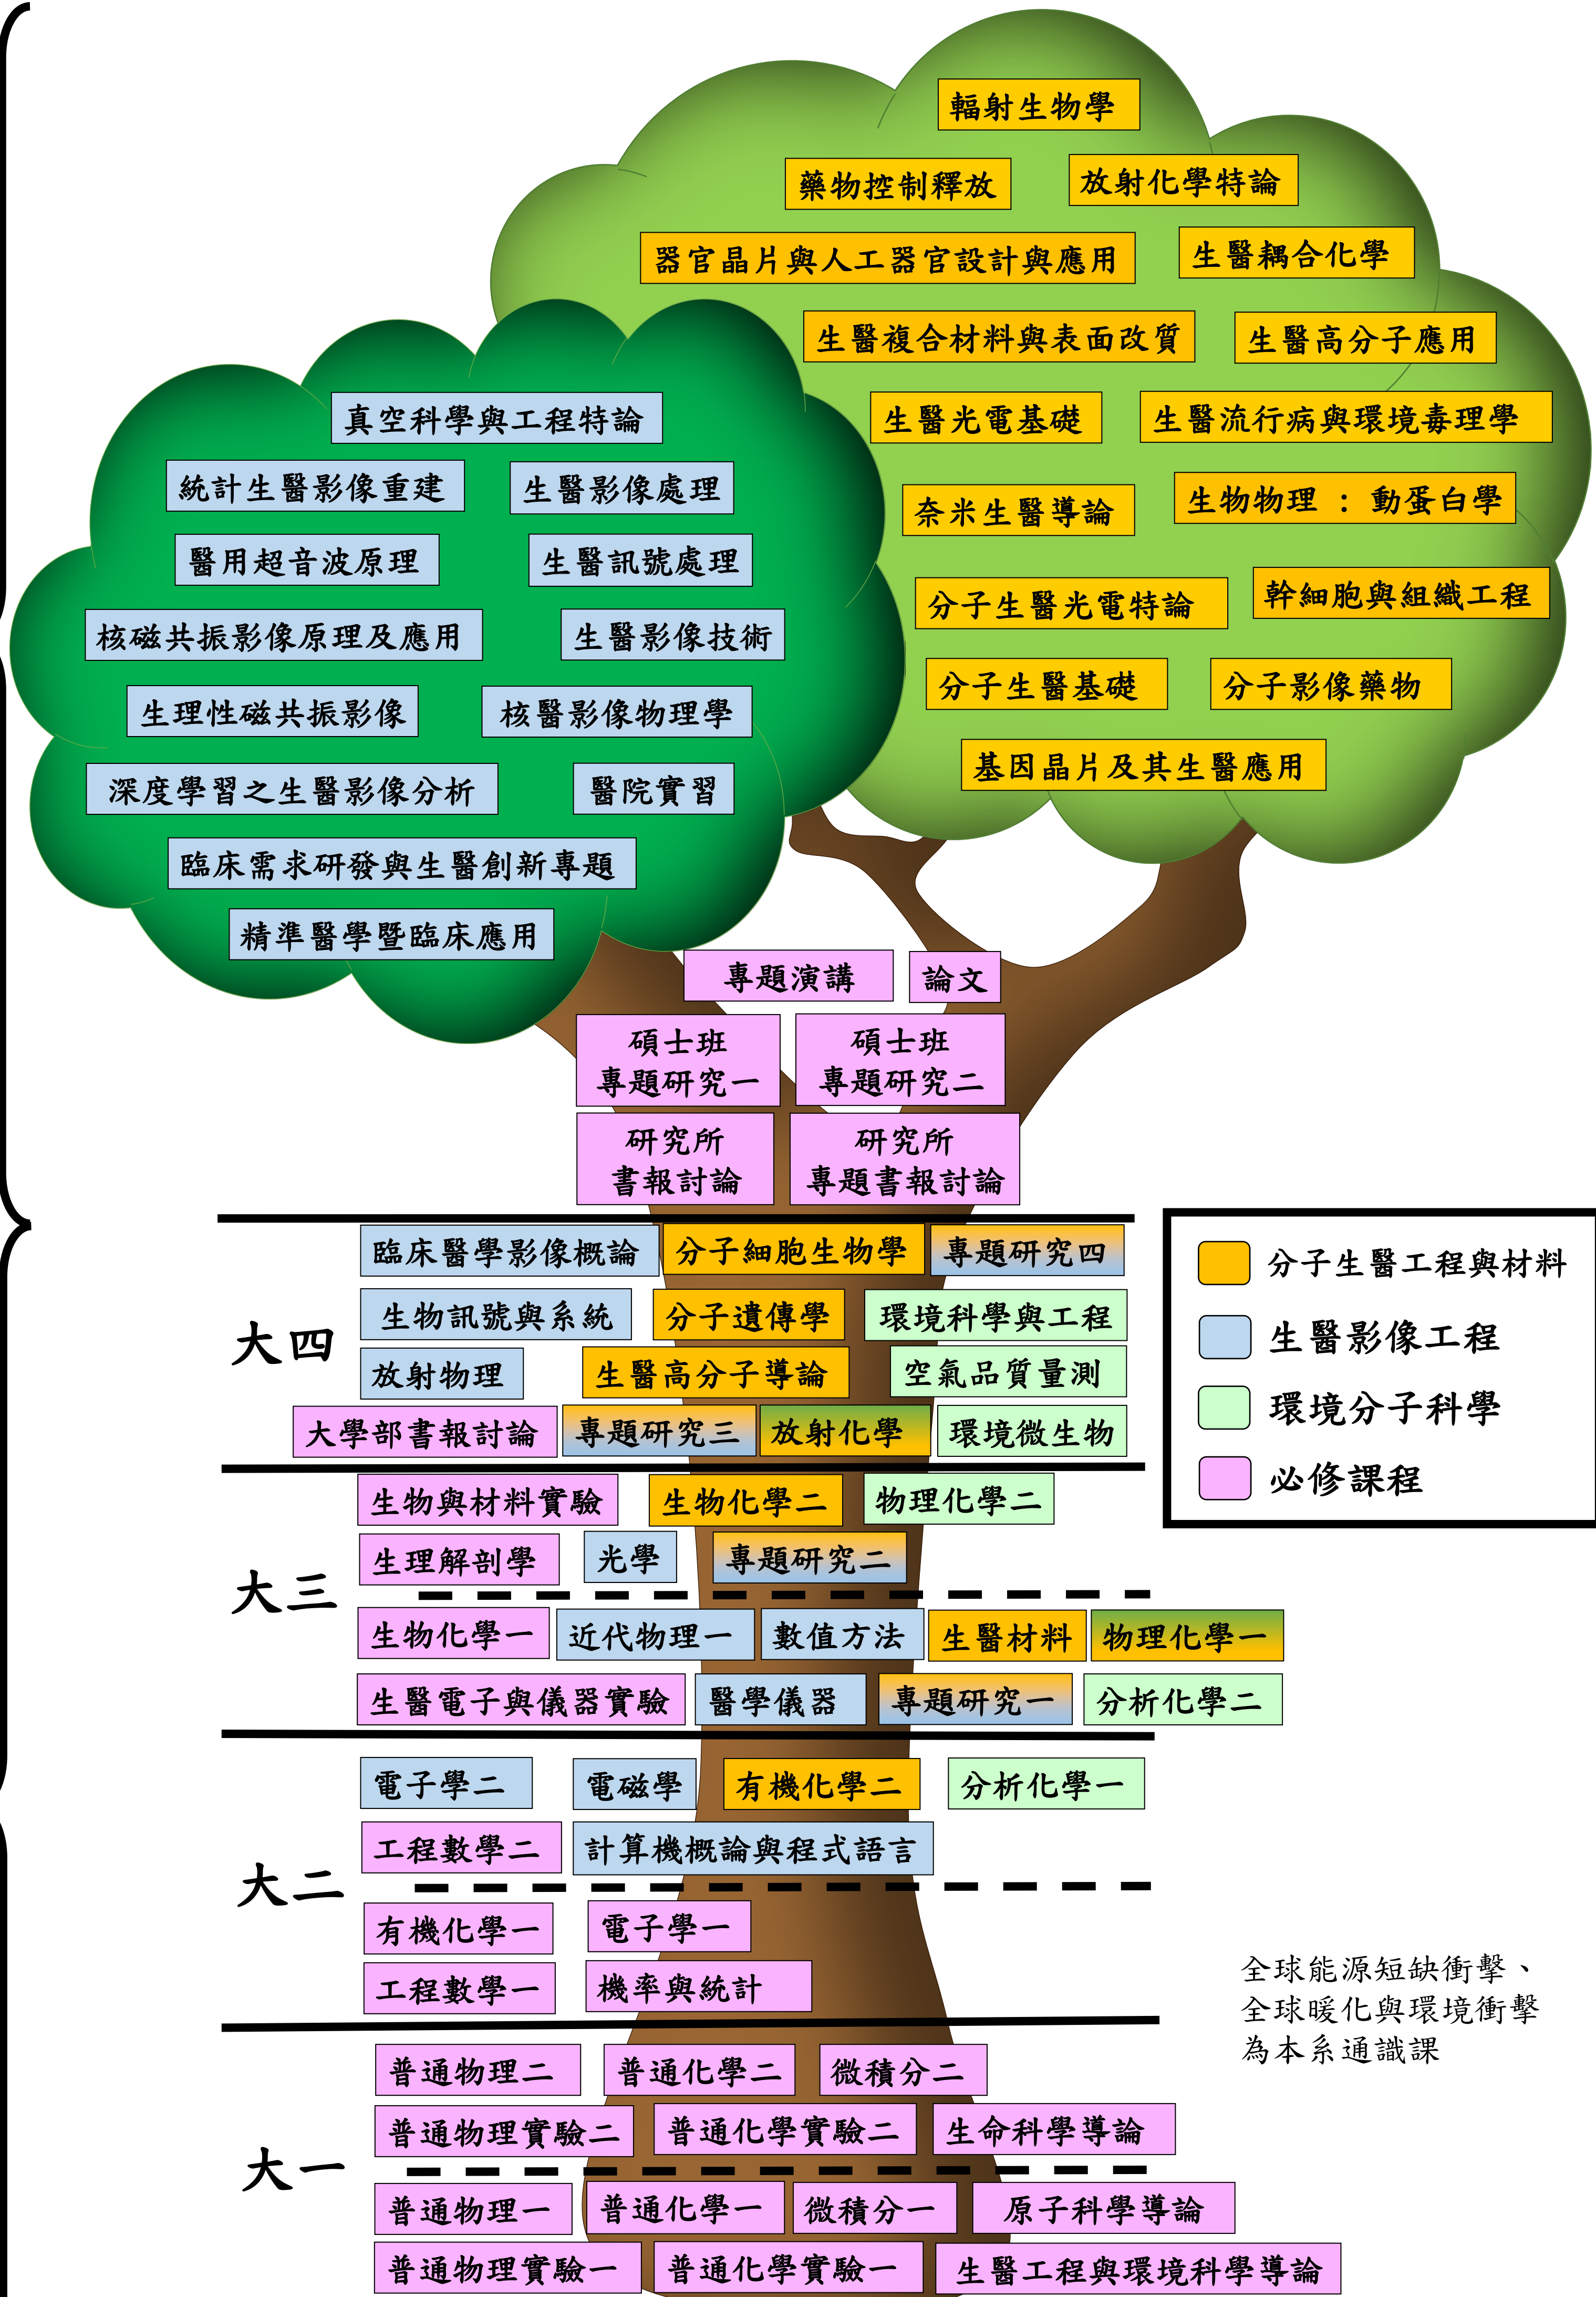 輻射生物學
藥物控制釋放
放射化學特論
器官晶片與人工器官設計與應用
生醫耦合化學
生醫複合材料與表面改質
生醫高分子應用
生醫光電基礎
生醫流行病與環境毒理學
奈米生醫導論
生物物理 : 動蛋白學
分子生醫光電特論
幹細胞與組織工程
分子生醫基礎
分子影像藥物
基因晶片及其生醫應用
真空科學與工程特論
統計生醫影像重建
生醫影像處理
醫用超音波原理
生醫訊號處理
核磁共振影像原理及應用
生醫影像技術
生理性磁共振影像
核醫影像物理學
深度學習之生醫影像分析
醫院實習
臨床需求研發與生醫創新專題
精準醫學暨臨床應用
專題演講
論文
碩士班
專題研究一
碩士班
專題研究二
研究所
書報討論
研究所
專題書報討論
大四
臨床醫學影像概論
分子細胞生物學
專題研究四
生物訊號與系統
分子遺傳學
環境科學與工程
放射物理
生醫高分子導論
空氣品質量測
大學部書報討論
專題研究三
放射化學
環境微生物
分子生醫工程與材料
生醫影像工程
環境分子科學
必修課程
大三
生物與材料實驗
生物化學二
物理化學二
生理解剖學
光學
專題研究二
生物化學一
近代物理一
數值方法
生醫材料
物理化學一
生醫電子與儀器實驗
醫學儀器
專題研究一
分析化學二
大二
電子學二
電磁學
有機化學二
分析化學一
工程數學二
計算機概論與程式語言
有機化學一
電子學一
工程數學一
機率與統計
全球能源短缺衝擊、
全球暖化與環境衝擊
為本系通識課
大一
普通物理二
普通化學二
微積分二
普通物理實驗二
普通化學實驗二
生命科學導論
普通物理一
普通化學一
微積分一
原子科學導論
普通物理實驗一
普通化學實驗一
生醫工程與環境科學導論